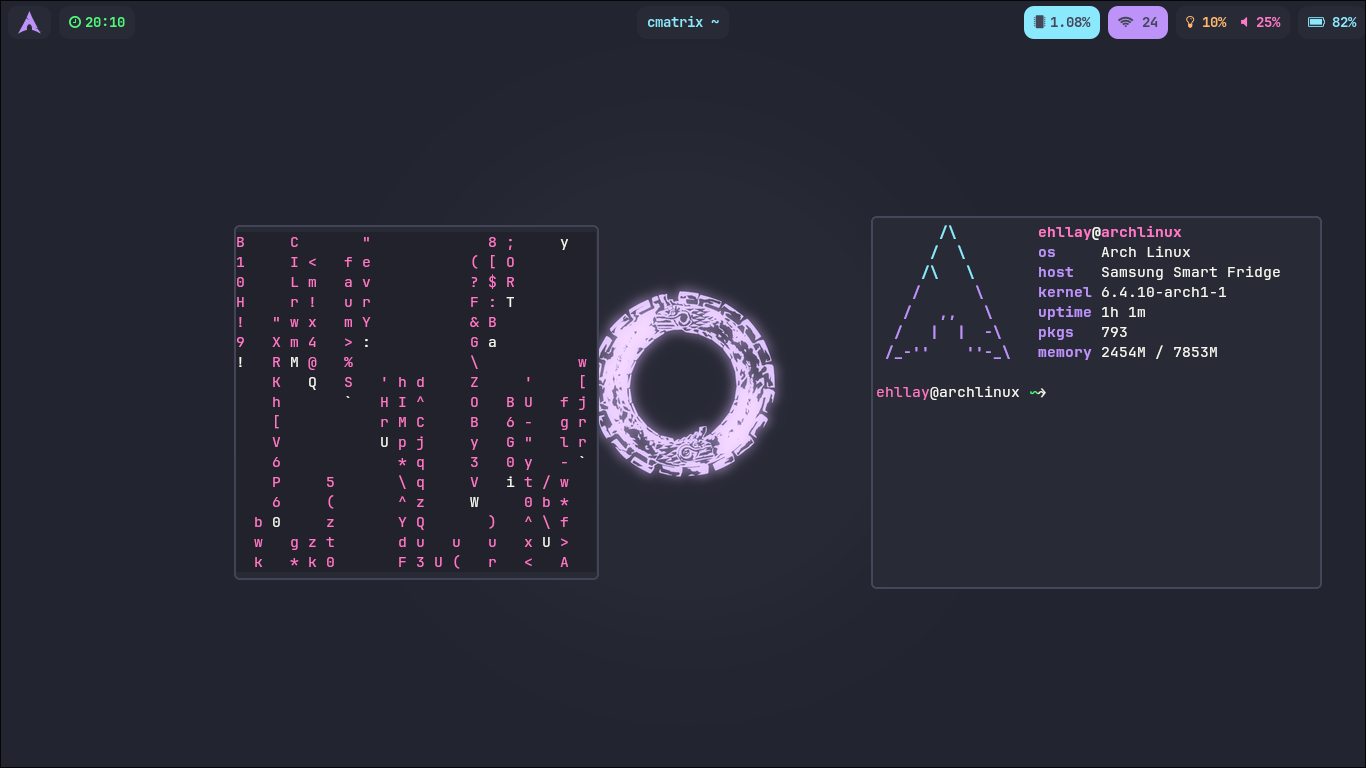 20:10
cmatrix ~
1.08%
24
10% 25%
82%
B C " 8 ; y
1 I < f e ( [ O
0 L m a v ? $ R
H r ! u r F : T
! " w x m Y & B
9 X m 4 > : G a
! R M @ % \ w
K Q S ' h d Z ' [
h ` H I ^ O B U f j
[ r M C B 6 - g r
V U p j y G " l r
6 * q 3 0 y - `
P 5 \ q V i t / w
6 ( ^ z W 0 b *
b 0 z Y Q ) ^ \ f
w g z t d u u u x U >
k * k 0 F 3 U ( r < A
ehllay@archlinux
os Arch Linux
host Samsung Smart Fridge
kernel 6.4.10-arch1-1
uptime 1h 1m
pkgs 793
memory 2454M / 7853M
ehllay@archlinux ⤳